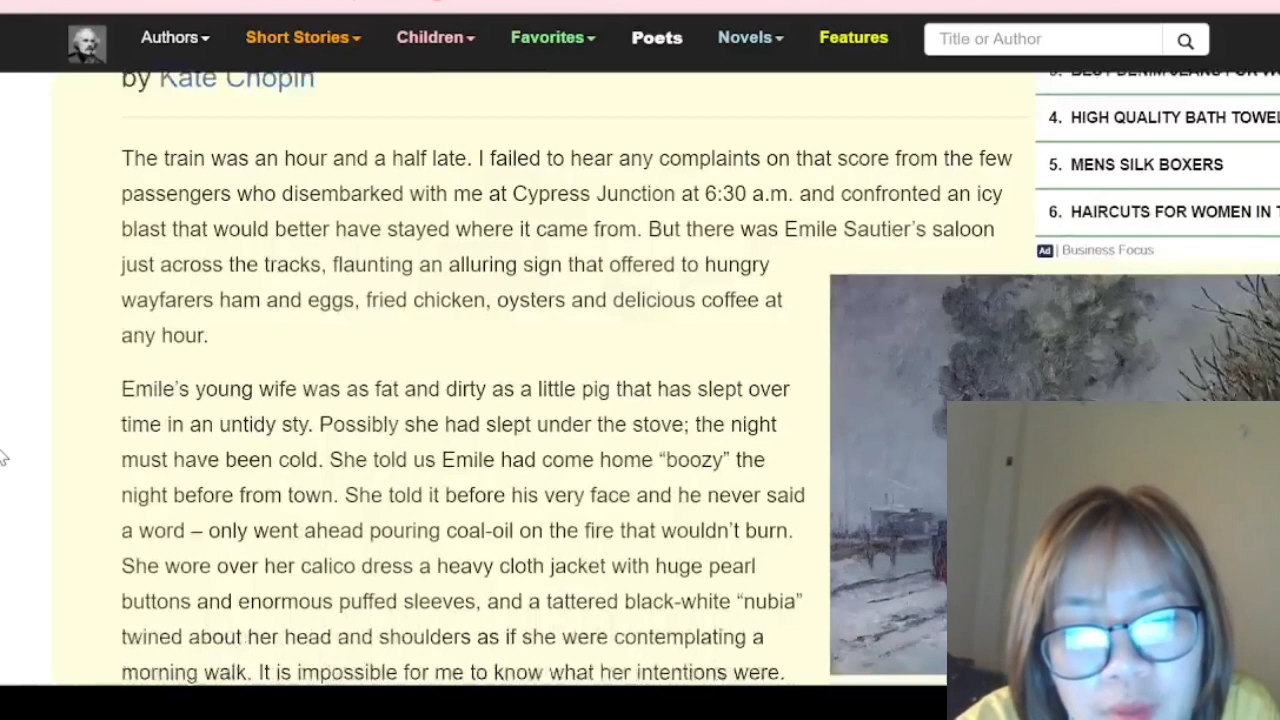 Authors Short Stories Children Favorites Poets Novels Features Title or Author
by Kate Chopin
The train was an hour and a half late. I failed to hear any complaints on that score from the few
passengers who disembarked with me at Cypress Junction at 6:30 a.m. and confronted an icy
blast that would better have stayed where it came from. But there was Emile Sautier's saloon
just across the tracks, flaunting an alluring sign that offered to hungry
wayfarers ham and eggs, fried chicken, oysters and delicious coffee at
any hour.
Emile's young wife was as fat and dirty as a little pig that has slept over
time in an untidy sty. Possibly she had slept under the stove; the night
must have been cold. She told us Emile had come home “boozy” the
night before from town. She told it before his very face and he never said
a word – only went ahead pouring coal-oil on the fire that wouldn't burn.
She wore over her calico dress a heavy cloth jacket with huge pearl
buttons and enormous puffed sleeves, and a tattered black-white “nubia”
twined about her head and shoulders as if she were contemplating a
morning walk. It is impossible for me to know what her intentions were.
3. BEST DENIM JEANS FOR
4. HIGH QUALITY BATH TOWEL
5. MENS SILK BOXERS
6. HAIRCUTS FOR WOMEN IN
Ad | Business Focus